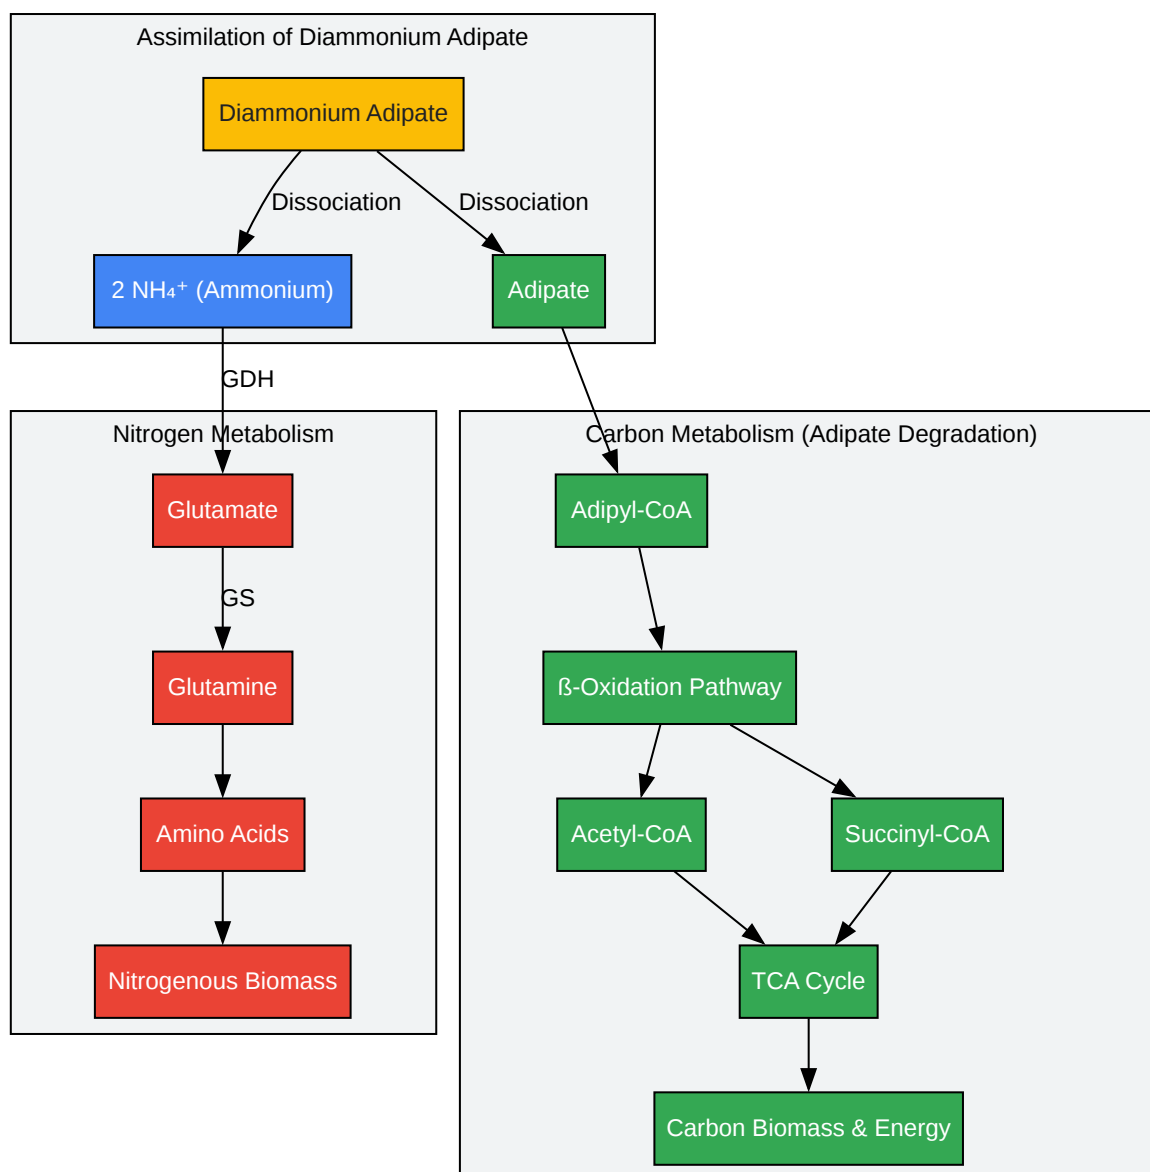 Assimilation of Diammonium Adipate
Diammonium Adipate
Dissociation
Dissociation
2 NH₄⁺ (Ammonium)
Adipate
GDH
Nitrogen Metabolism
Carbon Metabolism (Adipate Degradation)
Glutamate
Adipyl-CoA
GS
Glutamine
ß-Oxidation Pathway
Amino Acids
Acetyl-CoA
Succinyl-CoA
Nitrogenous Biomass
TCA Cycle
Carbon Biomass & Energy